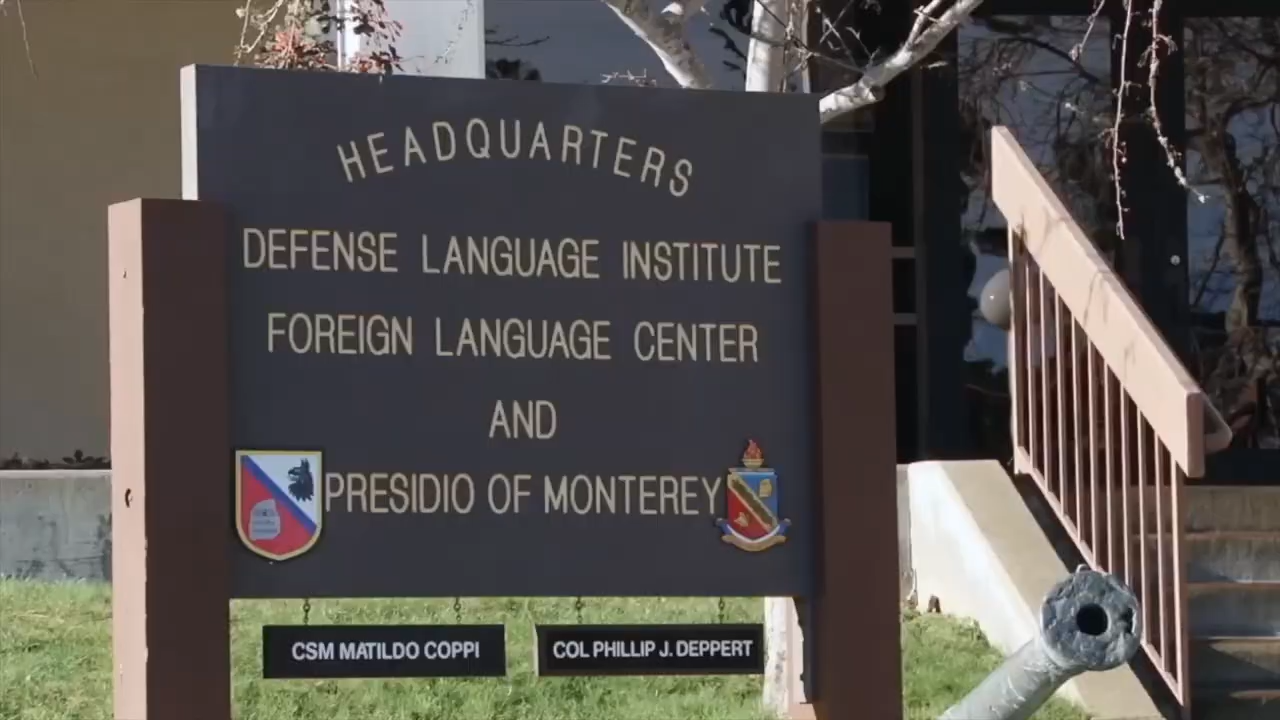 HEADQUARTERS
DEFENSE LANGUAGE INSTITUTE
FOREIGN LANGUAGE CENTER
AND
PRESIDIO OF MONTEREY
CSM MATILDO COPPI
COL PHILLIP J. DEPPERT